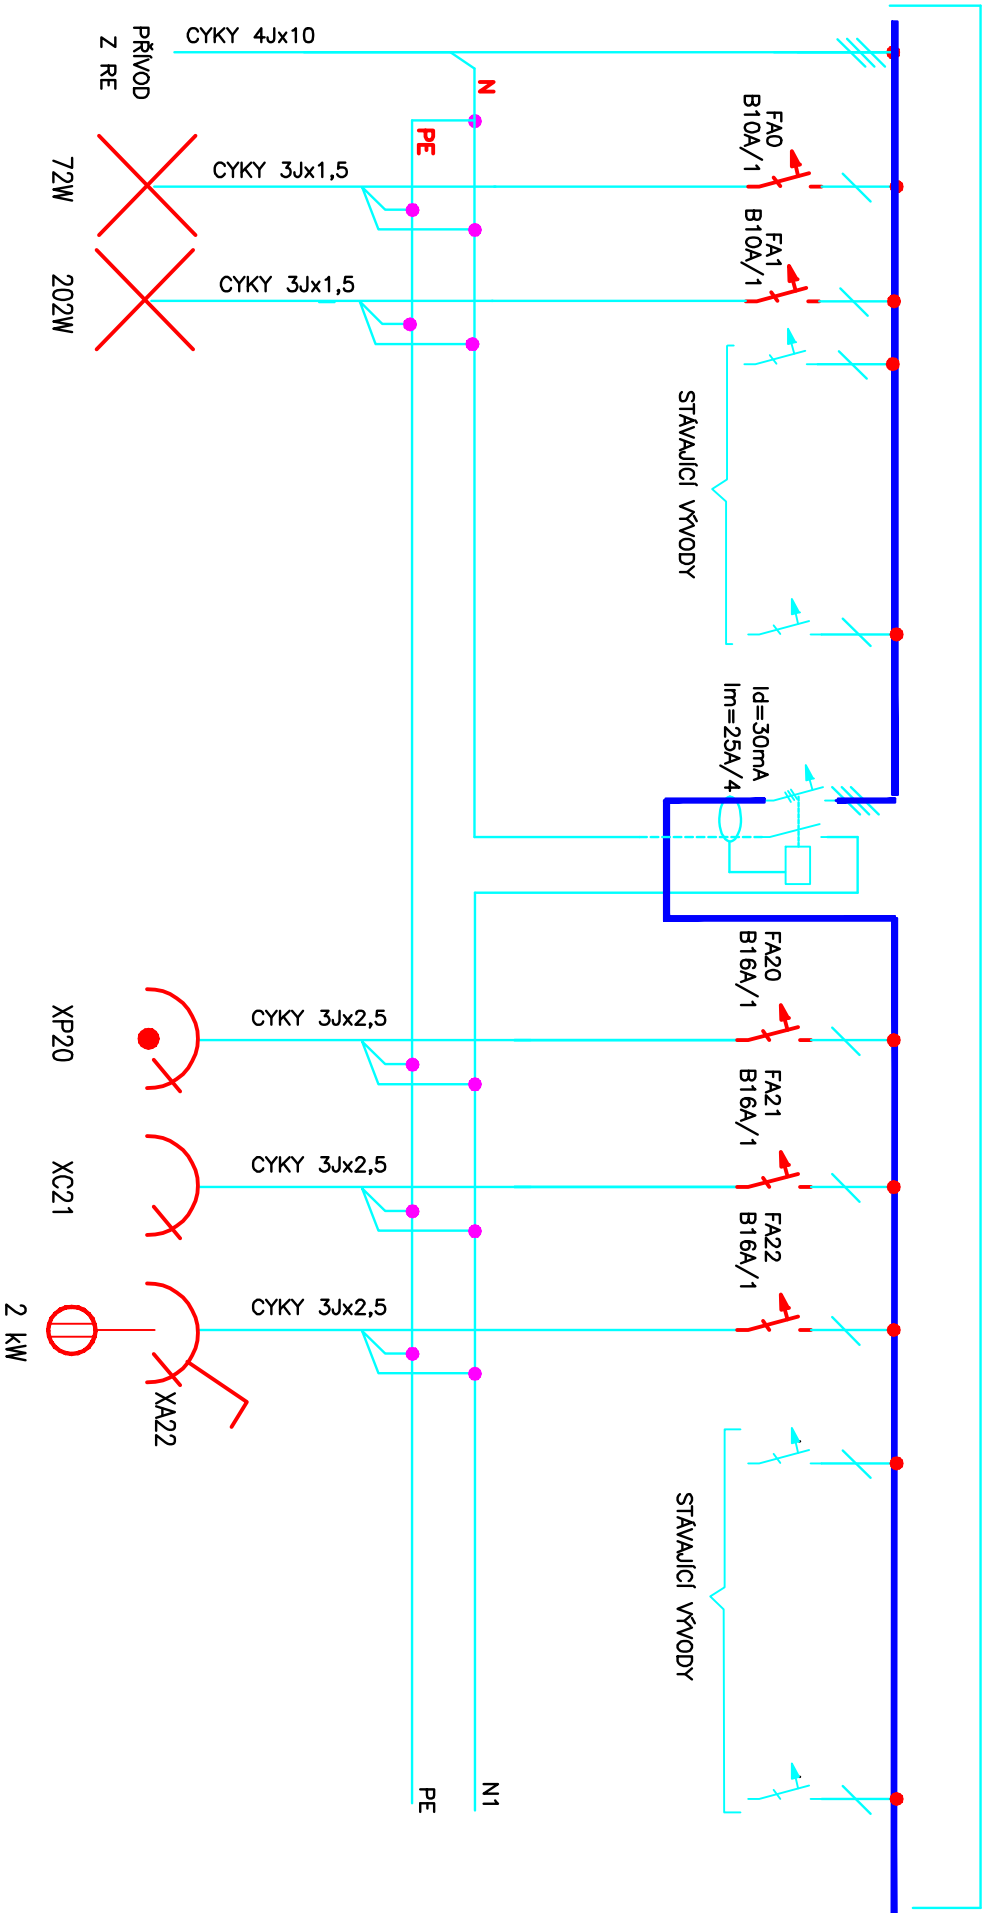 CYKY 4Jx10
PŘÍVOD
Z RE
N
PE
FA0
B10A/1
CYKY 3Jx1,5
72W
FA1
B10A/1
CYKY 3Jx1,5
202W
STÁVAJÍCÍ VÝVODY
Id=30mA
Im=25A/4
FA20
B16A/1
CYKY 3Jx2,5
XP20
FA21
B16A/1
CYKY 3Jx2,5
XC21
FA22
B16A/1
CYKY 3Jx2,5
XA22
2 kW
STÁVAJÍCÍ VÝVODY
N1
PE